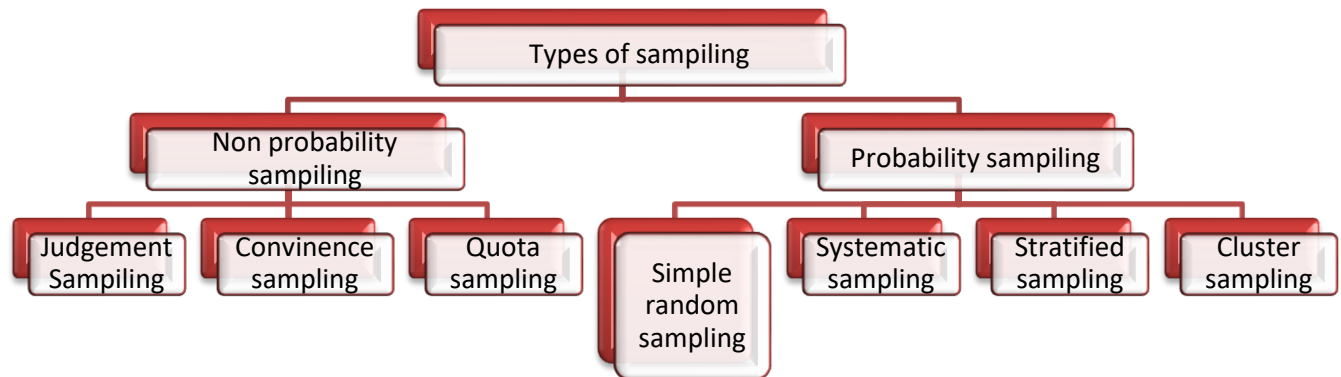 Types of sampiling
Non probability
sampiling
Probability sampiling
Judgement
Sampiling
Convinence
sampling
Quota
sampling
Simple
random
sampling
Systematic
sampling
Stratified
sampling
Cluster
sampling